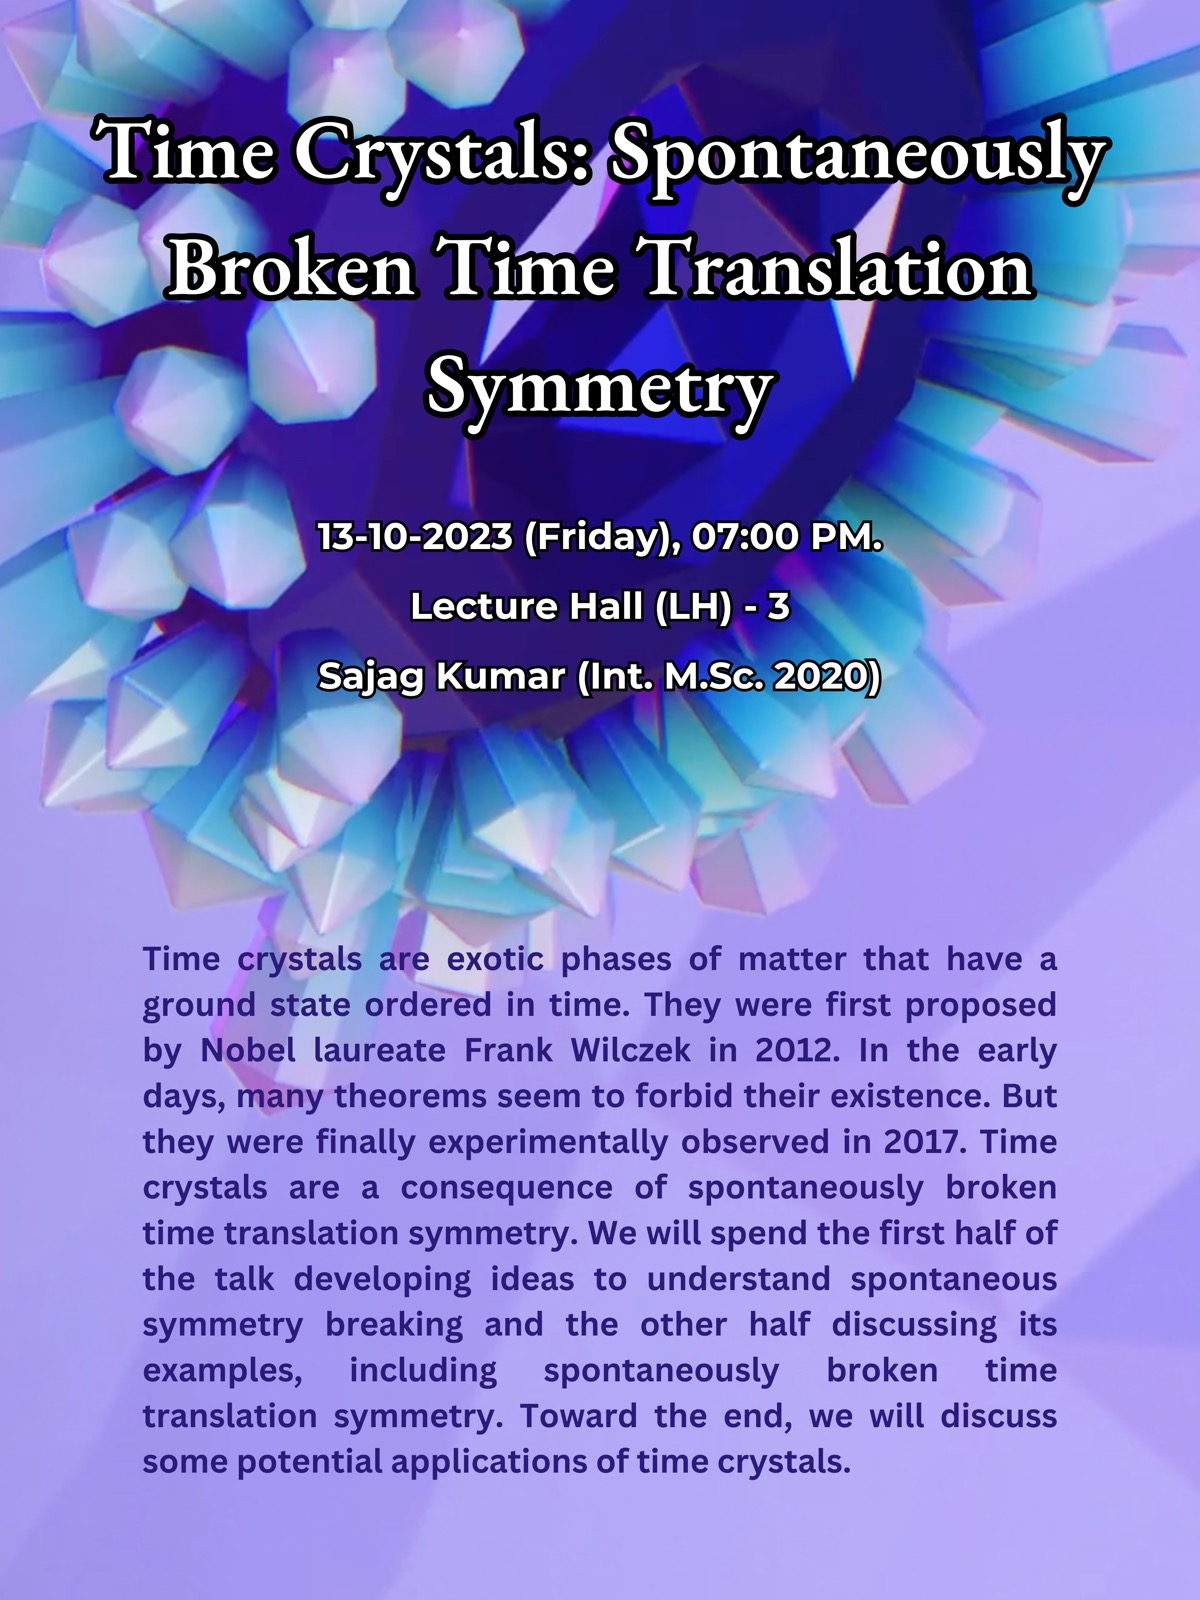 Time Crystals: Spontaneously
Broken Time Translation
Symmetry
13-10-2023 (Friday), 07:00 PM.
Lecture Hall (LH) - 3
Sajag Kumar (Int. M.Sc. 2020)
Time crystals are exotic phases of matter that have a
ground state ordered in time. They were first proposed
by Nobel laureate Frank Wilczek in 2012. In the early
days, many theorems seem to forbid their existence. But
they were finally experimentally observed in 2017. Time
crystals are a consequence of spontaneously broken
time translation symmetry. We will spend the first half of
the talk developing ideas to understand spontaneous
symmetry breaking and the other half discussing its
examples, including spontaneously broken time
translation symmetry. Toward the end, we will discuss
some potential applications of time crystals.